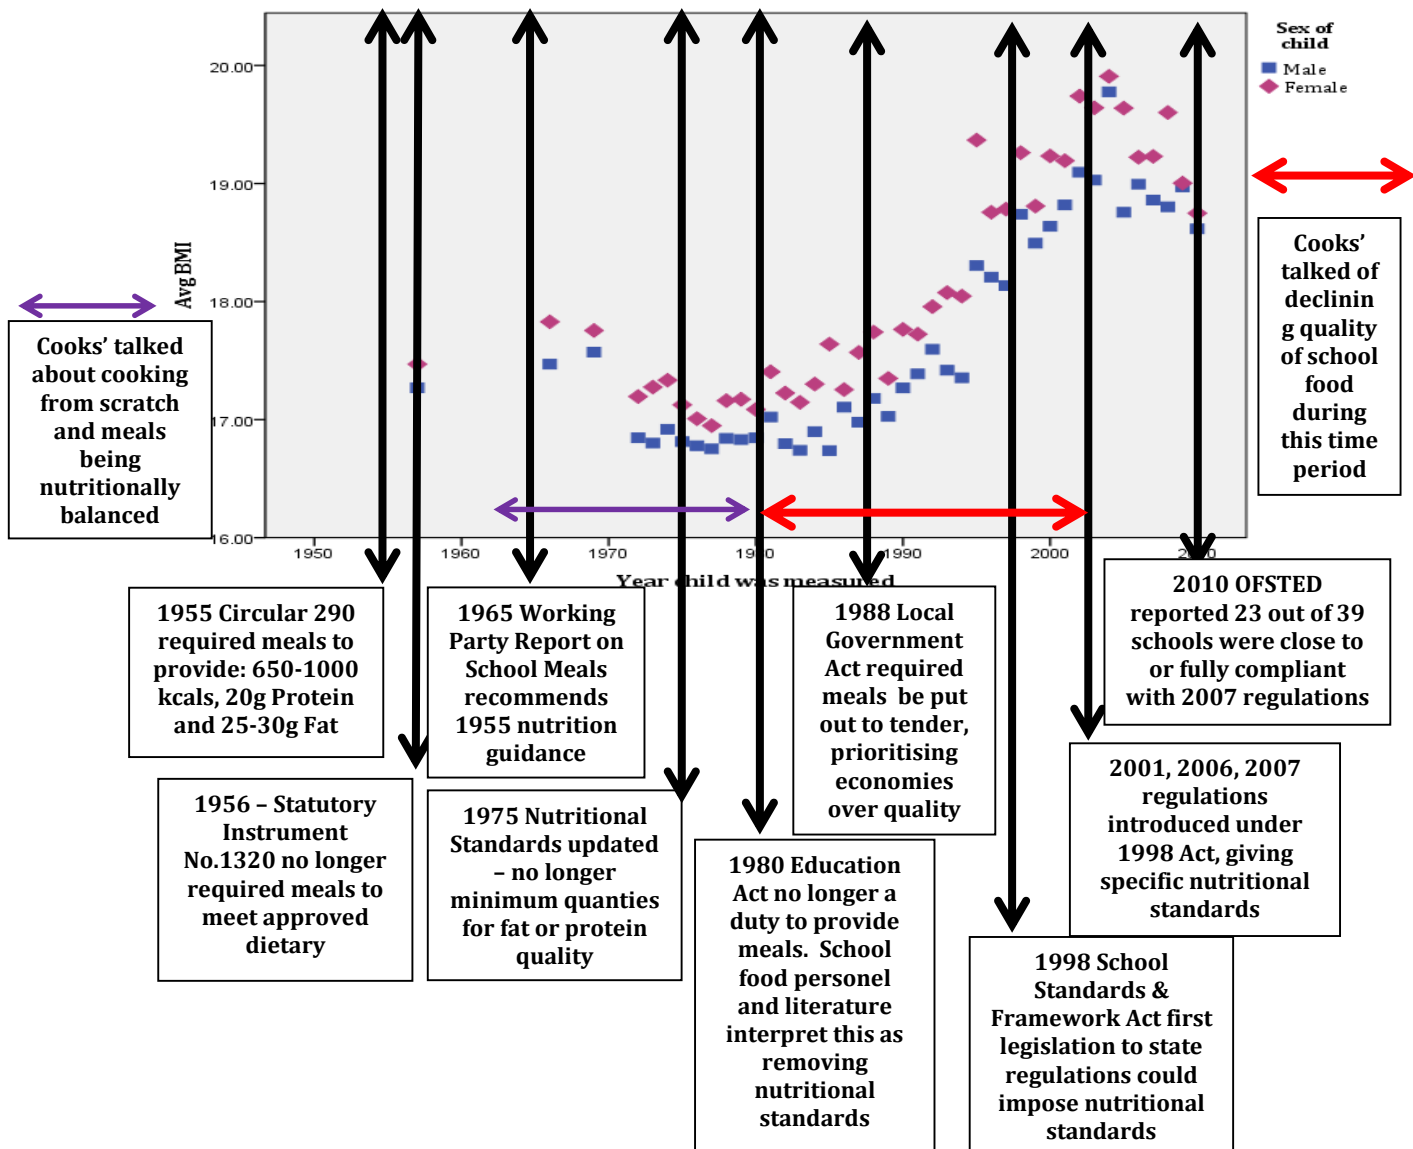 Sex of
child
Male
Female
20.00
19.00
18.00
17.00
16.00
Avg BMI
1950
1960
1970
1980
1990
2000
Year child was measured
Cooks’ talked
about cooking
from scratch
and meals
being
nutritionally
balanced
Cooks’
talked of
declinin
g quality
of school
food
during
this time
period
1955 Circular 290
required meals to
provide: 650-1000
kcals, 20g Protein
and 25-30g Fat
1956 – Statutory
Instrument
No.1320 no longer
required meals to
meet approved
dietary
1965 Working
Party Report on
School Meals
recommends
1955 nutrition
guidance
1975 Nutritional
Standards updated
– no longer
minimum quanties
for fat or protein
quality
1980 Education
Act no longer a
duty to provide
meals. School
food personel
and literature
interpret this as
removing
nutritional
standards
1988 Local
Government
Act required
meals be put
out to tender,
prioritising
economies
over quality
1998 School
Standards &
Framework Act first
legislation to state
regulations could
impose nutritional
standards
2001, 2006, 2007
regulations
introduced under
1998 Act, giving
specific nutritional
standards
2010 OFSTED
reported 23 out of 39
schools were close to
or fully compliant
with 2007 regulations